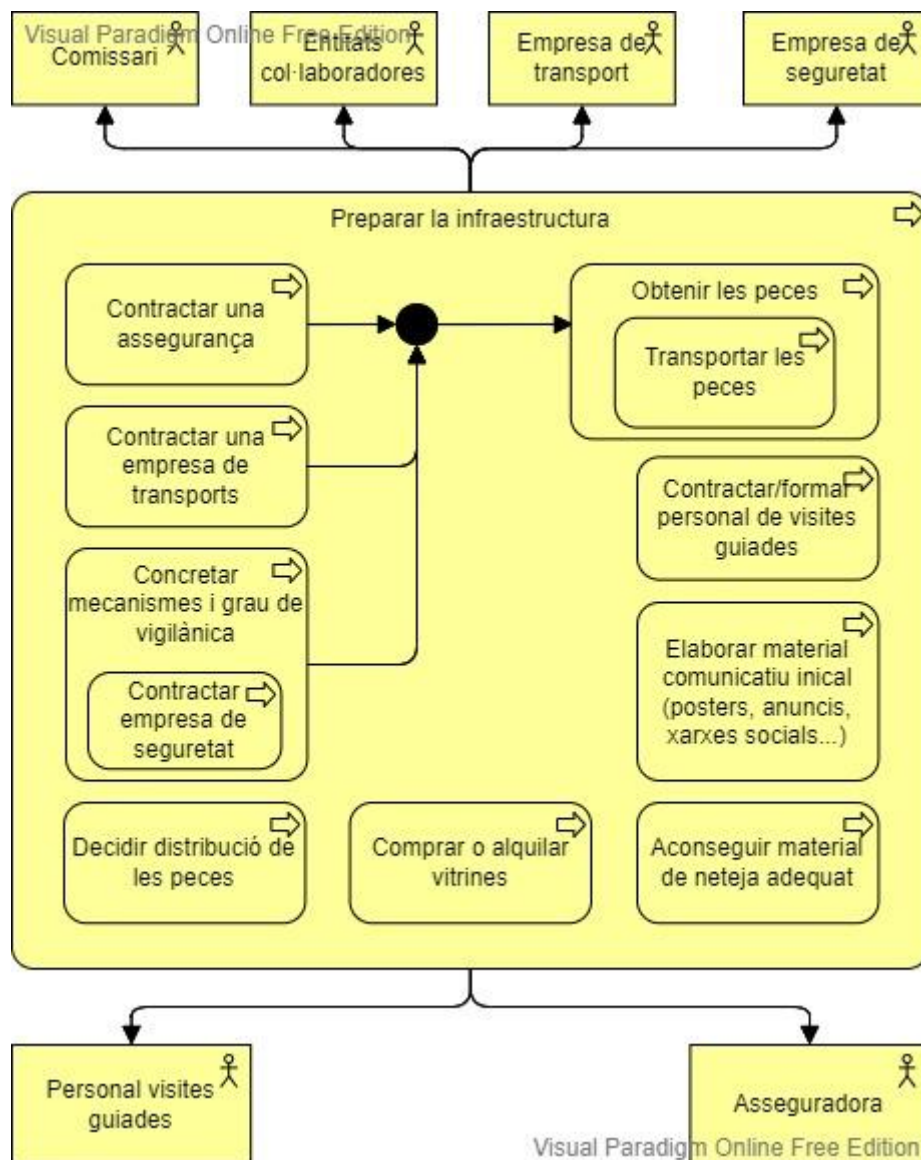 Visual Paradigm Online Free Edition
Comissari
Entitats
col·laboradores
Empresa de
transport
Empresa de
seguretat
Preparar la infraestructura
Contractar una
assegurança
Obtenir les peces
Transportar les
peces
Contractar una
empresa de
transports
Contractar/formar
personal de visites
guiades
Concretar
mecanismes i grau de
vigilànica
Contractar
empresa de
seguretat
Elaborar material
comunicatiu inical
(posters, anuncis,
xarxes socials...)
Decidir distribució de
les peces
Comprar o alquilar
vitrines
Aconseguir material
de neteja adequat
Personal visites
guiades
Asseguradora
Visual Paradigm Online Free Edition